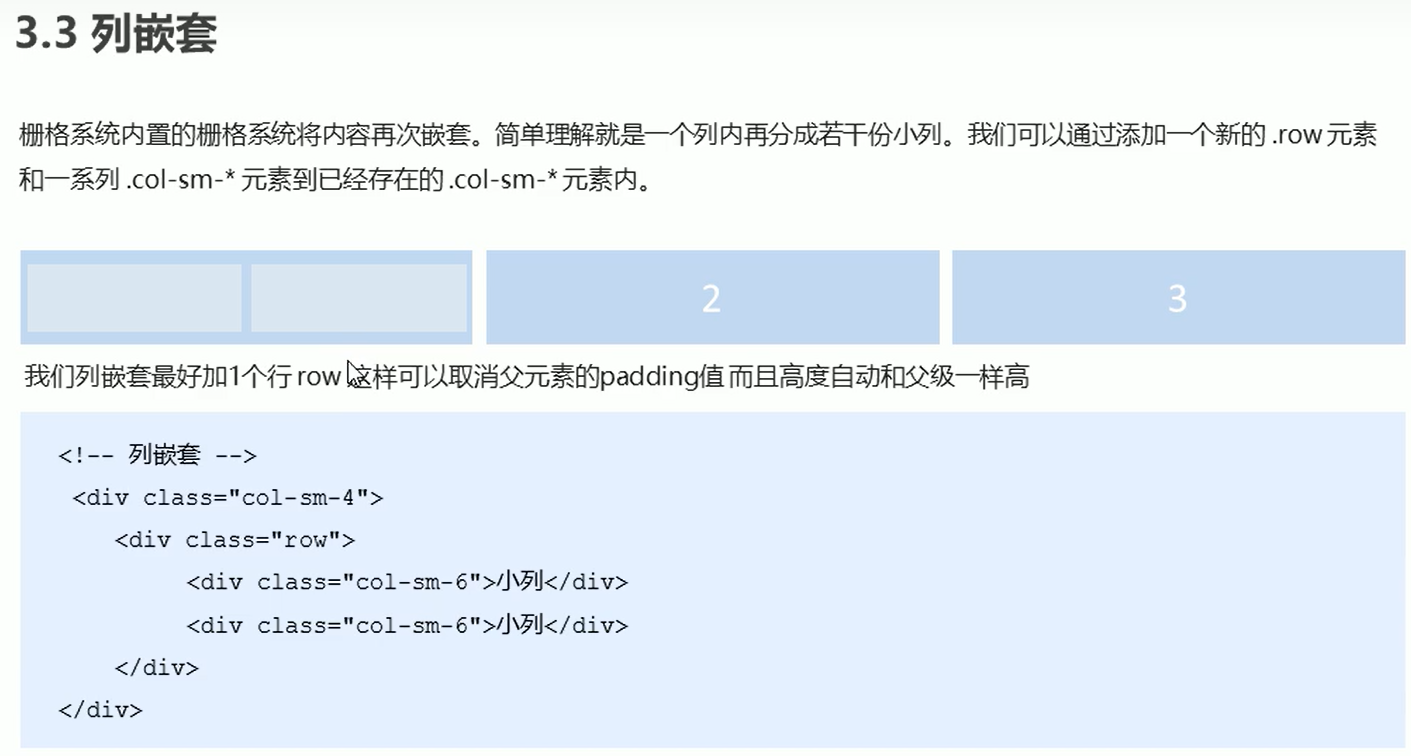 3.3 列嵌套
栅格系统内置的栅格系统将内容再次嵌套。简单理解就是一个列内再分成若干份小列。我们可以通过添加一个新的 .row 元素
和一系列 .col-sm-* 元素到已经存在的 .col-sm-* 元素内。
2
3
我们列嵌套最好加1个行 row 这样可以取消父元素的padding值 而且高度自动和父级一样高
<!-- 列嵌套 -->
<div class="col-sm-4">
<div class="row">
<div class="col-sm-6">小列</div>
<div class="col-sm-6">小列</div>
</div>
</div>